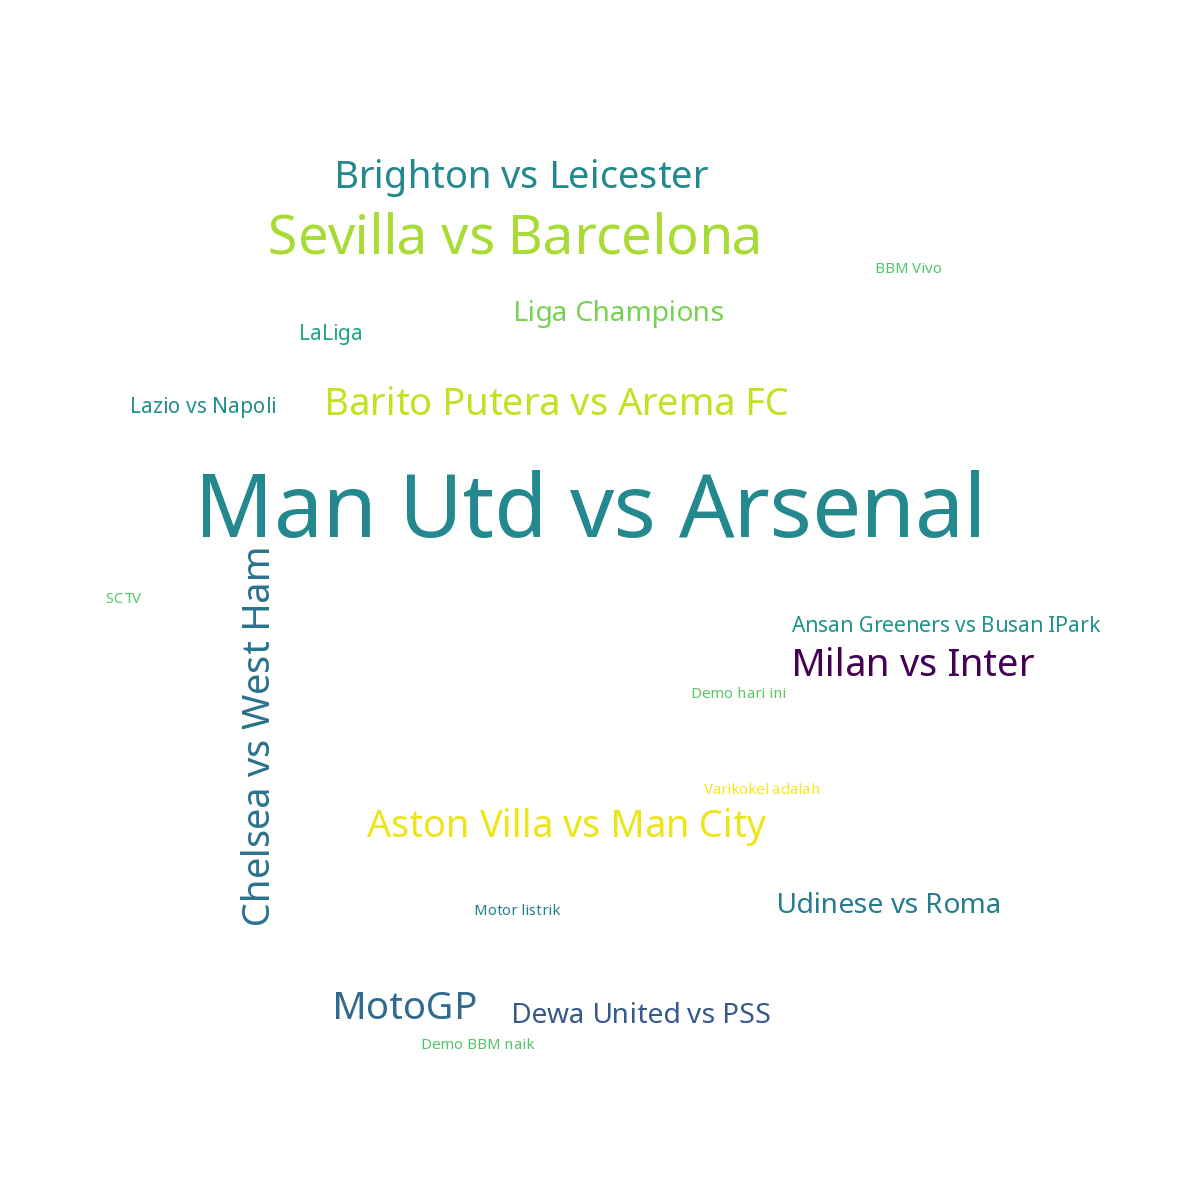 Brighton vs Leicester
Sevilla vs Barcelona
BBM Vivo
Liga Champions
LaLiga
Barito Putera vs Arema FC
Lazio vs Napoli
Man Utd vs Arsenal
Chelsea vs West Ham
SCTV
Ansan Greeners vs Busan IPark
Milan vs Inter
Demo hari ini
Varikokel adalah
Aston Villa vs Man City
Udinese vs Roma
Motor listrik
MotoGP
Dewa United vs PSS
Demo BBM naik